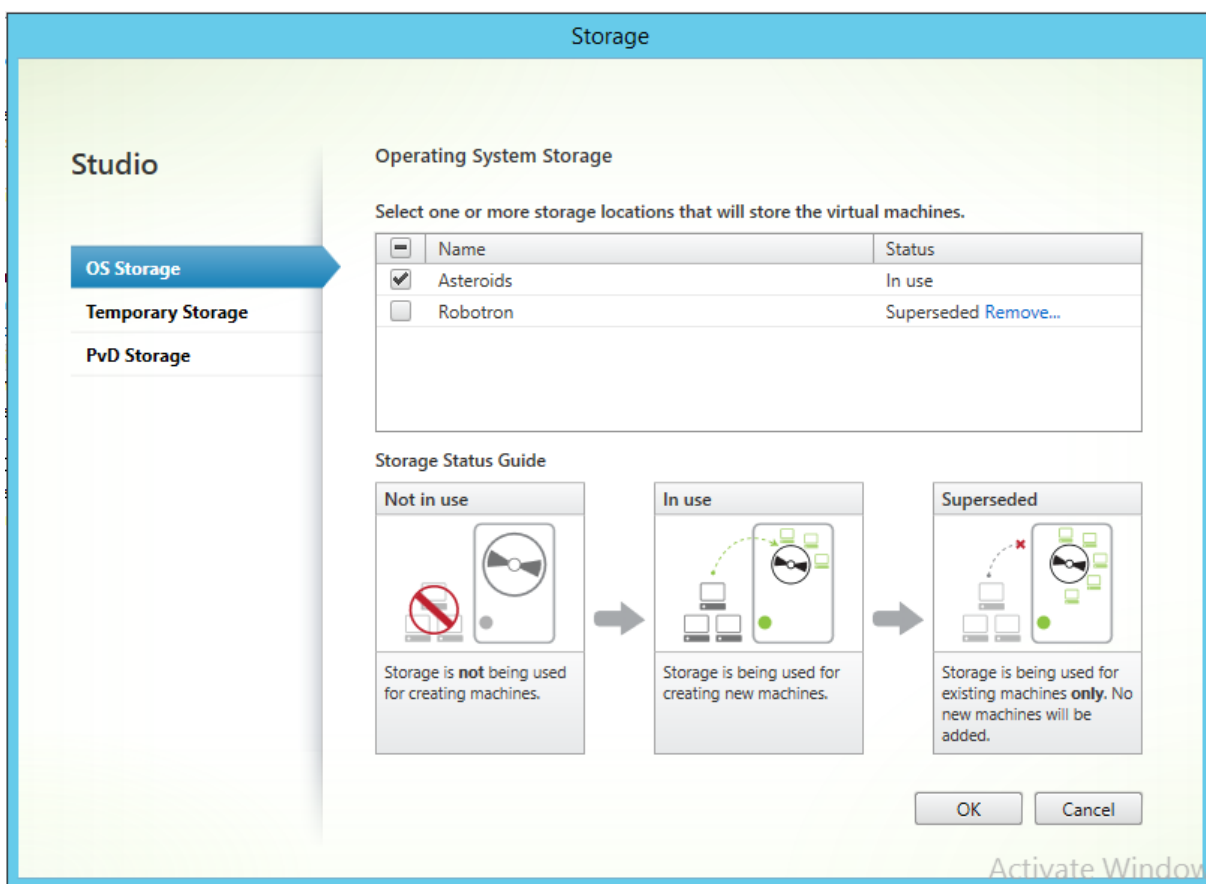 Storage
Studio
OS Storage
Temporary Storage
PvD Storage
Operating System Storage
Select one or more storage locations that will store the virtual machines.
Name Status
Asteroids In use
Robotron Superseded Remove...
Storage Status Guide
Not in use
Storage is not being used
for creating machines.
In use
Storage is being used for
creating new machines.
Superseded
Storage is being used for
existing machines only. No
new machines will be
added.
OK Cancel
Activate Window